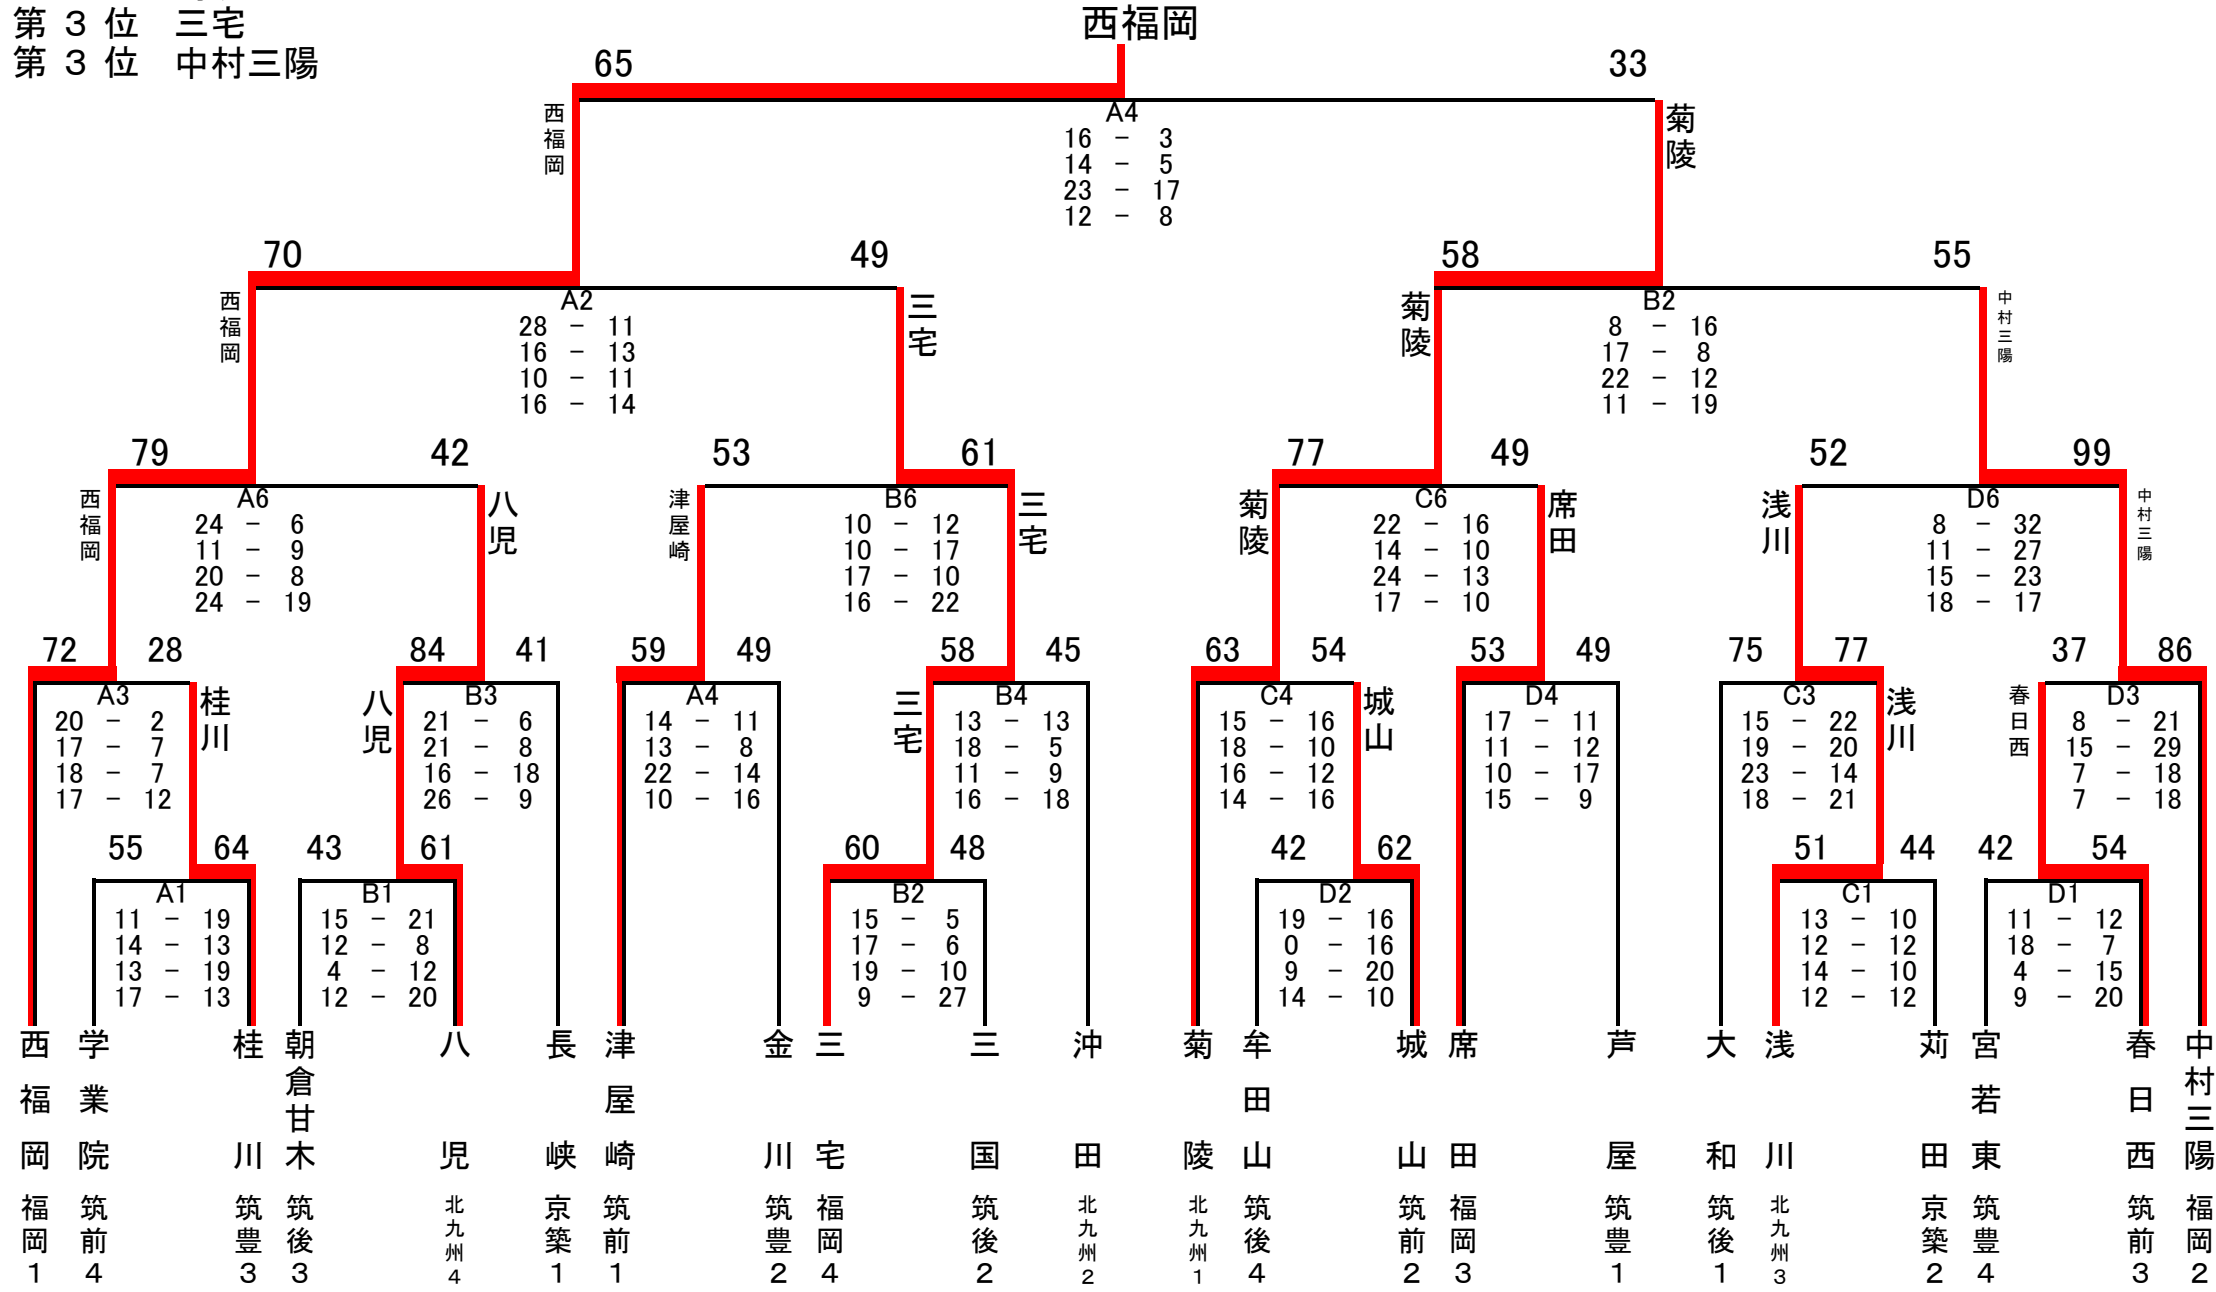 第 3 位 三宅
第 3 位 中村三陽
西福岡
65 33
西福岡 A4 菊陵
16 － 3
14 － 5
23 － 17
12 － 8
70 49 58 55
西福岡 A2 三宅 菊陵 B2 中村三陽
28 － 11 8 － 16
16 － 13 17 － 8
10 － 11 22 － 12
16 － 14 11 － 19
79 42 53 61 77 49 52 99
西福岡 A6 八児 津屋崎 B6 三宅 菊陵 C6 席田 浅川 D6 中村三陽
24 － 6 10 － 12 22 － 16 8 － 32
11 － 9 10 － 17 14 － 10 11 － 27
20 － 8 17 － 10 24 － 13 15 － 23
24 － 19 16 － 22 17 － 10 18 － 17
72 28 84 41 59 49 58 45 63 54 53 49 75 77 37 86
A3 桂川 八児 B3 A4 三宅 B4 C4 城山 D4 C3 浅川 春日西 D3
20 － 2 21 － 6 14 － 11 13 － 13 15 － 16 17 － 11 15 － 22 8 － 21
17 － 7 21 － 8 13 － 8 18 － 5 18 － 10 11 － 12 19 － 20 15 － 29
18 － 7 16 － 18 22 － 14 11 － 9 16 － 12 10 － 17 23 － 14 7 － 18
17 － 12 26 － 9 10 － 16 16 － 18 14 － 16 15 － 9 18 － 21 7 － 18
55 64 43 61 60 48 42 62 51 44 42 54
A1 B1 B2 D2 C1 D1
11 － 19 15 － 21 15 － 5 19 － 16 13 － 10 11 － 12
14 － 13 12 － 8 17 － 6 0 － 16 12 － 12 18 － 7
13 － 19 4 － 12 19 － 10 9 － 20 14 － 10 4 － 15
17 － 13 12 － 20 9 － 27 14 － 10 12 － 12 9 － 20
西福岡 学業院 桂川 朝倉甘木 八児 長峡 津屋崎 金川 三宅 三国 沖田 菊陵 牟田山 城山 席田 芦屋 大和 浅川 苅田 宮若東 春日西 中村三陽
福岡1 筑前4 筑豊3 筑後3 北九州4 京築1 筑前1 筑豊2 福岡4 筑後2 北九州2 北九州1 筑後4 筑前2 福岡3 筑豊1 筑後1 北九州3 京築2 筑豊4 筑前3 福岡2